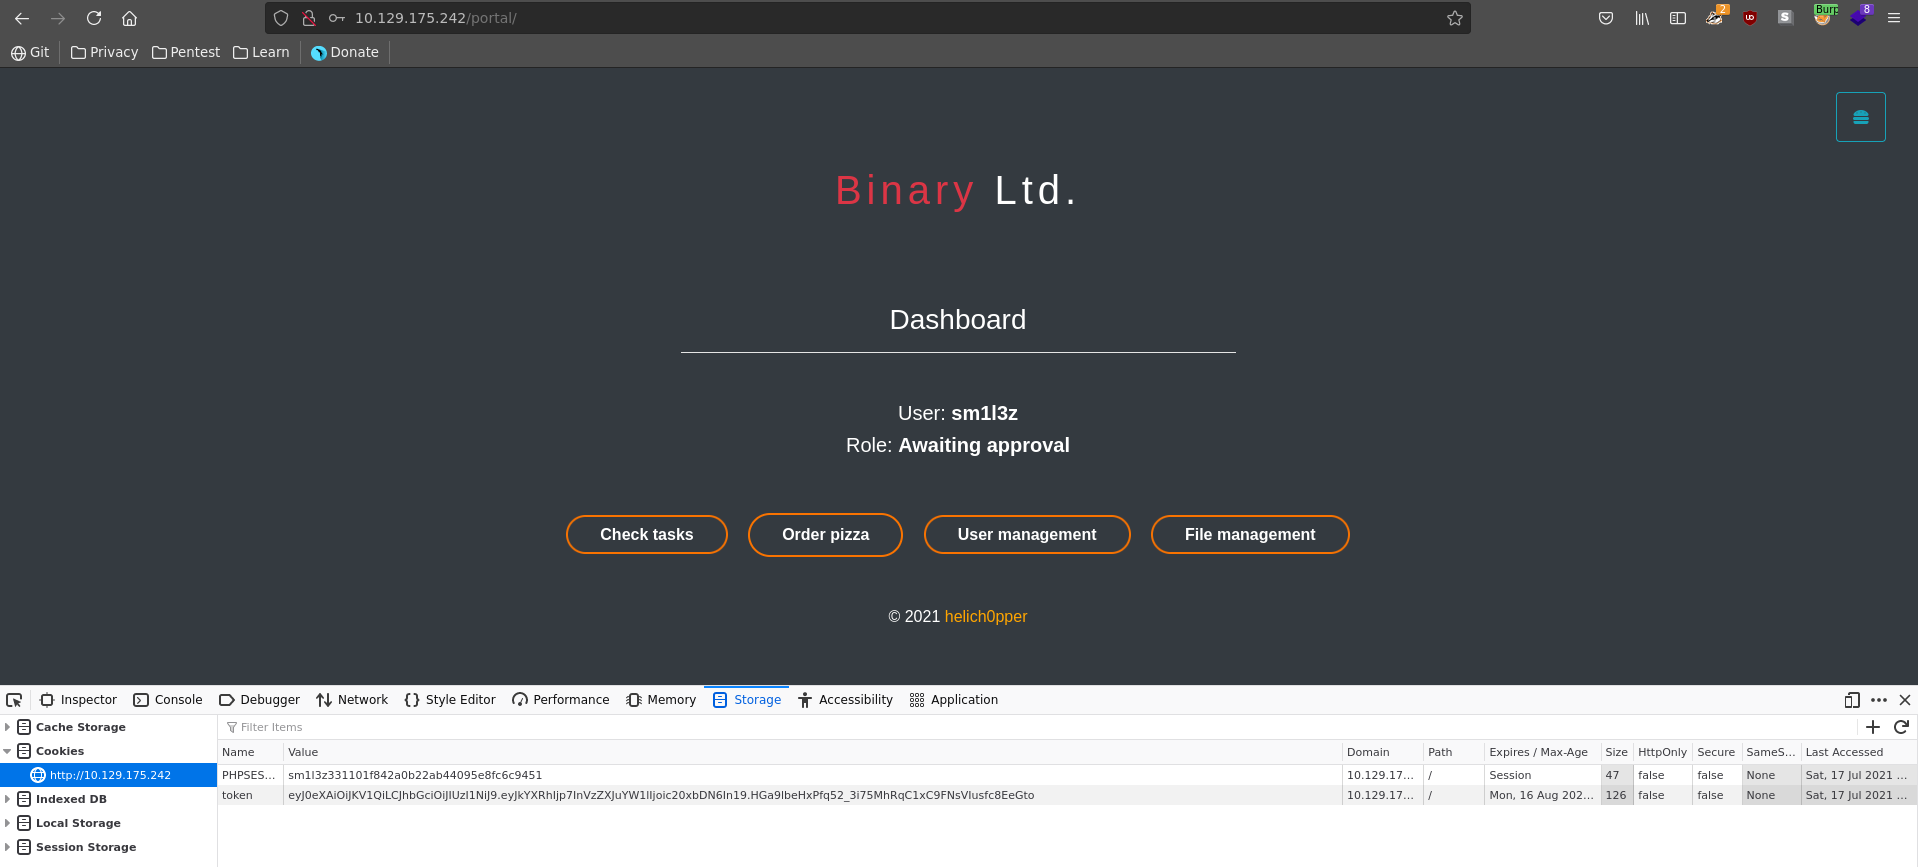 10.129.175.242/portal/
2
Burp
8
Git
Privacy
Pentest
Learn
Donate
Binary Ltd.
Dashboard
User: sm1l3z
Role: Awaiting approval
Check tasks
Order pizza
User management
File management
© 2021 helich0pper
Inspector
Console
Debugger
Network
Style Editor
Performance
Memory
Storage
Accessibility
Application
Cache Storage
Cookies
http://10.129.175.242
Indexed DB
Local Storage
Session Storage
Filter Items
Name Value Domain Path Expires / Max-Age Size HttpOnly Secure SameS... Last Accessed
PHPSES... sm1l3z331101f842a0b22ab44095e8fc6c9451 10.129.17... / Session 47 false false None Sat, 17 Jul 2021 ...
token 10.129.17... / Mon, 16 Aug 202... 126 false false None Sat, 17 Jul 2021 ...